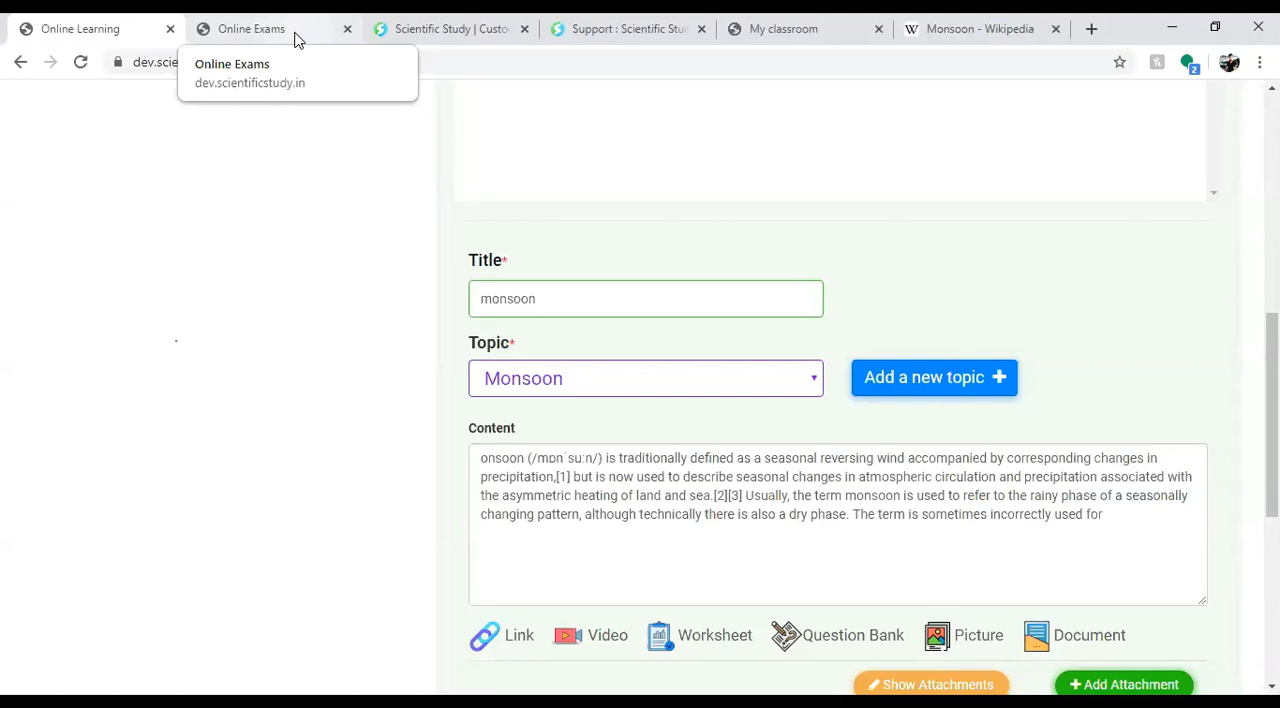 Online Learning
Online Exams
Scientific Study | Custo
Support : Scientific Stu
My classroom
Monsoon - Wikipedia
dev.scie
2
Online Exams
dev.scientificstudy.in
Title*
monsoon
Topic*
Monsoon
Add a new topic +
Content
onsoon (/mɒnˈsuːn/) is traditionally defined as a seasonal reversing wind accompanied by corresponding changes in
precipitation,[1] but is now used to describe seasonal changes in atmospheric circulation and precipitation associated with
the asymmetric heating of land and sea.[2][3] Usually, the term monsoon is used to refer to the rainy phase of a seasonally
changing pattern, although technically there is also a dry phase. The term is sometimes incorrectly used for
Link Video Worksheet Question Bank Picture Document
Show Attachments + Add Attachment